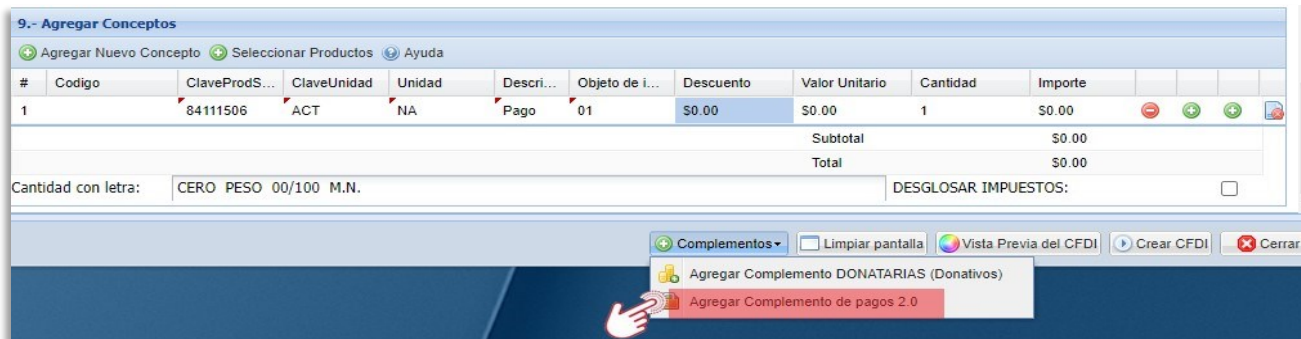 9.- Agregar Conceptos
Agregar Nuevo Concepto Seleccionar Productos Ayuda
# Codigo ClaveProdS... ClaveUnidad Unidad Descri... Objeto de i... Descuento Valor Unitario Cantidad Importe
1 84111506 ACT NA Pago 01 $0.00 $0.00 1 $0.00
Subtotal $0.00
Total $0.00
Cantidad con letra: CERO PESO 00/100 M.N. DESGLOSAR IMPUESTOS:
Complementos Limpiar pantalla Vista Previa del CFDI Crear CFDI Cerrar
Agregar Complemento DONATARIAS (Donativos)
Agregar Complemento de pagos 2.0